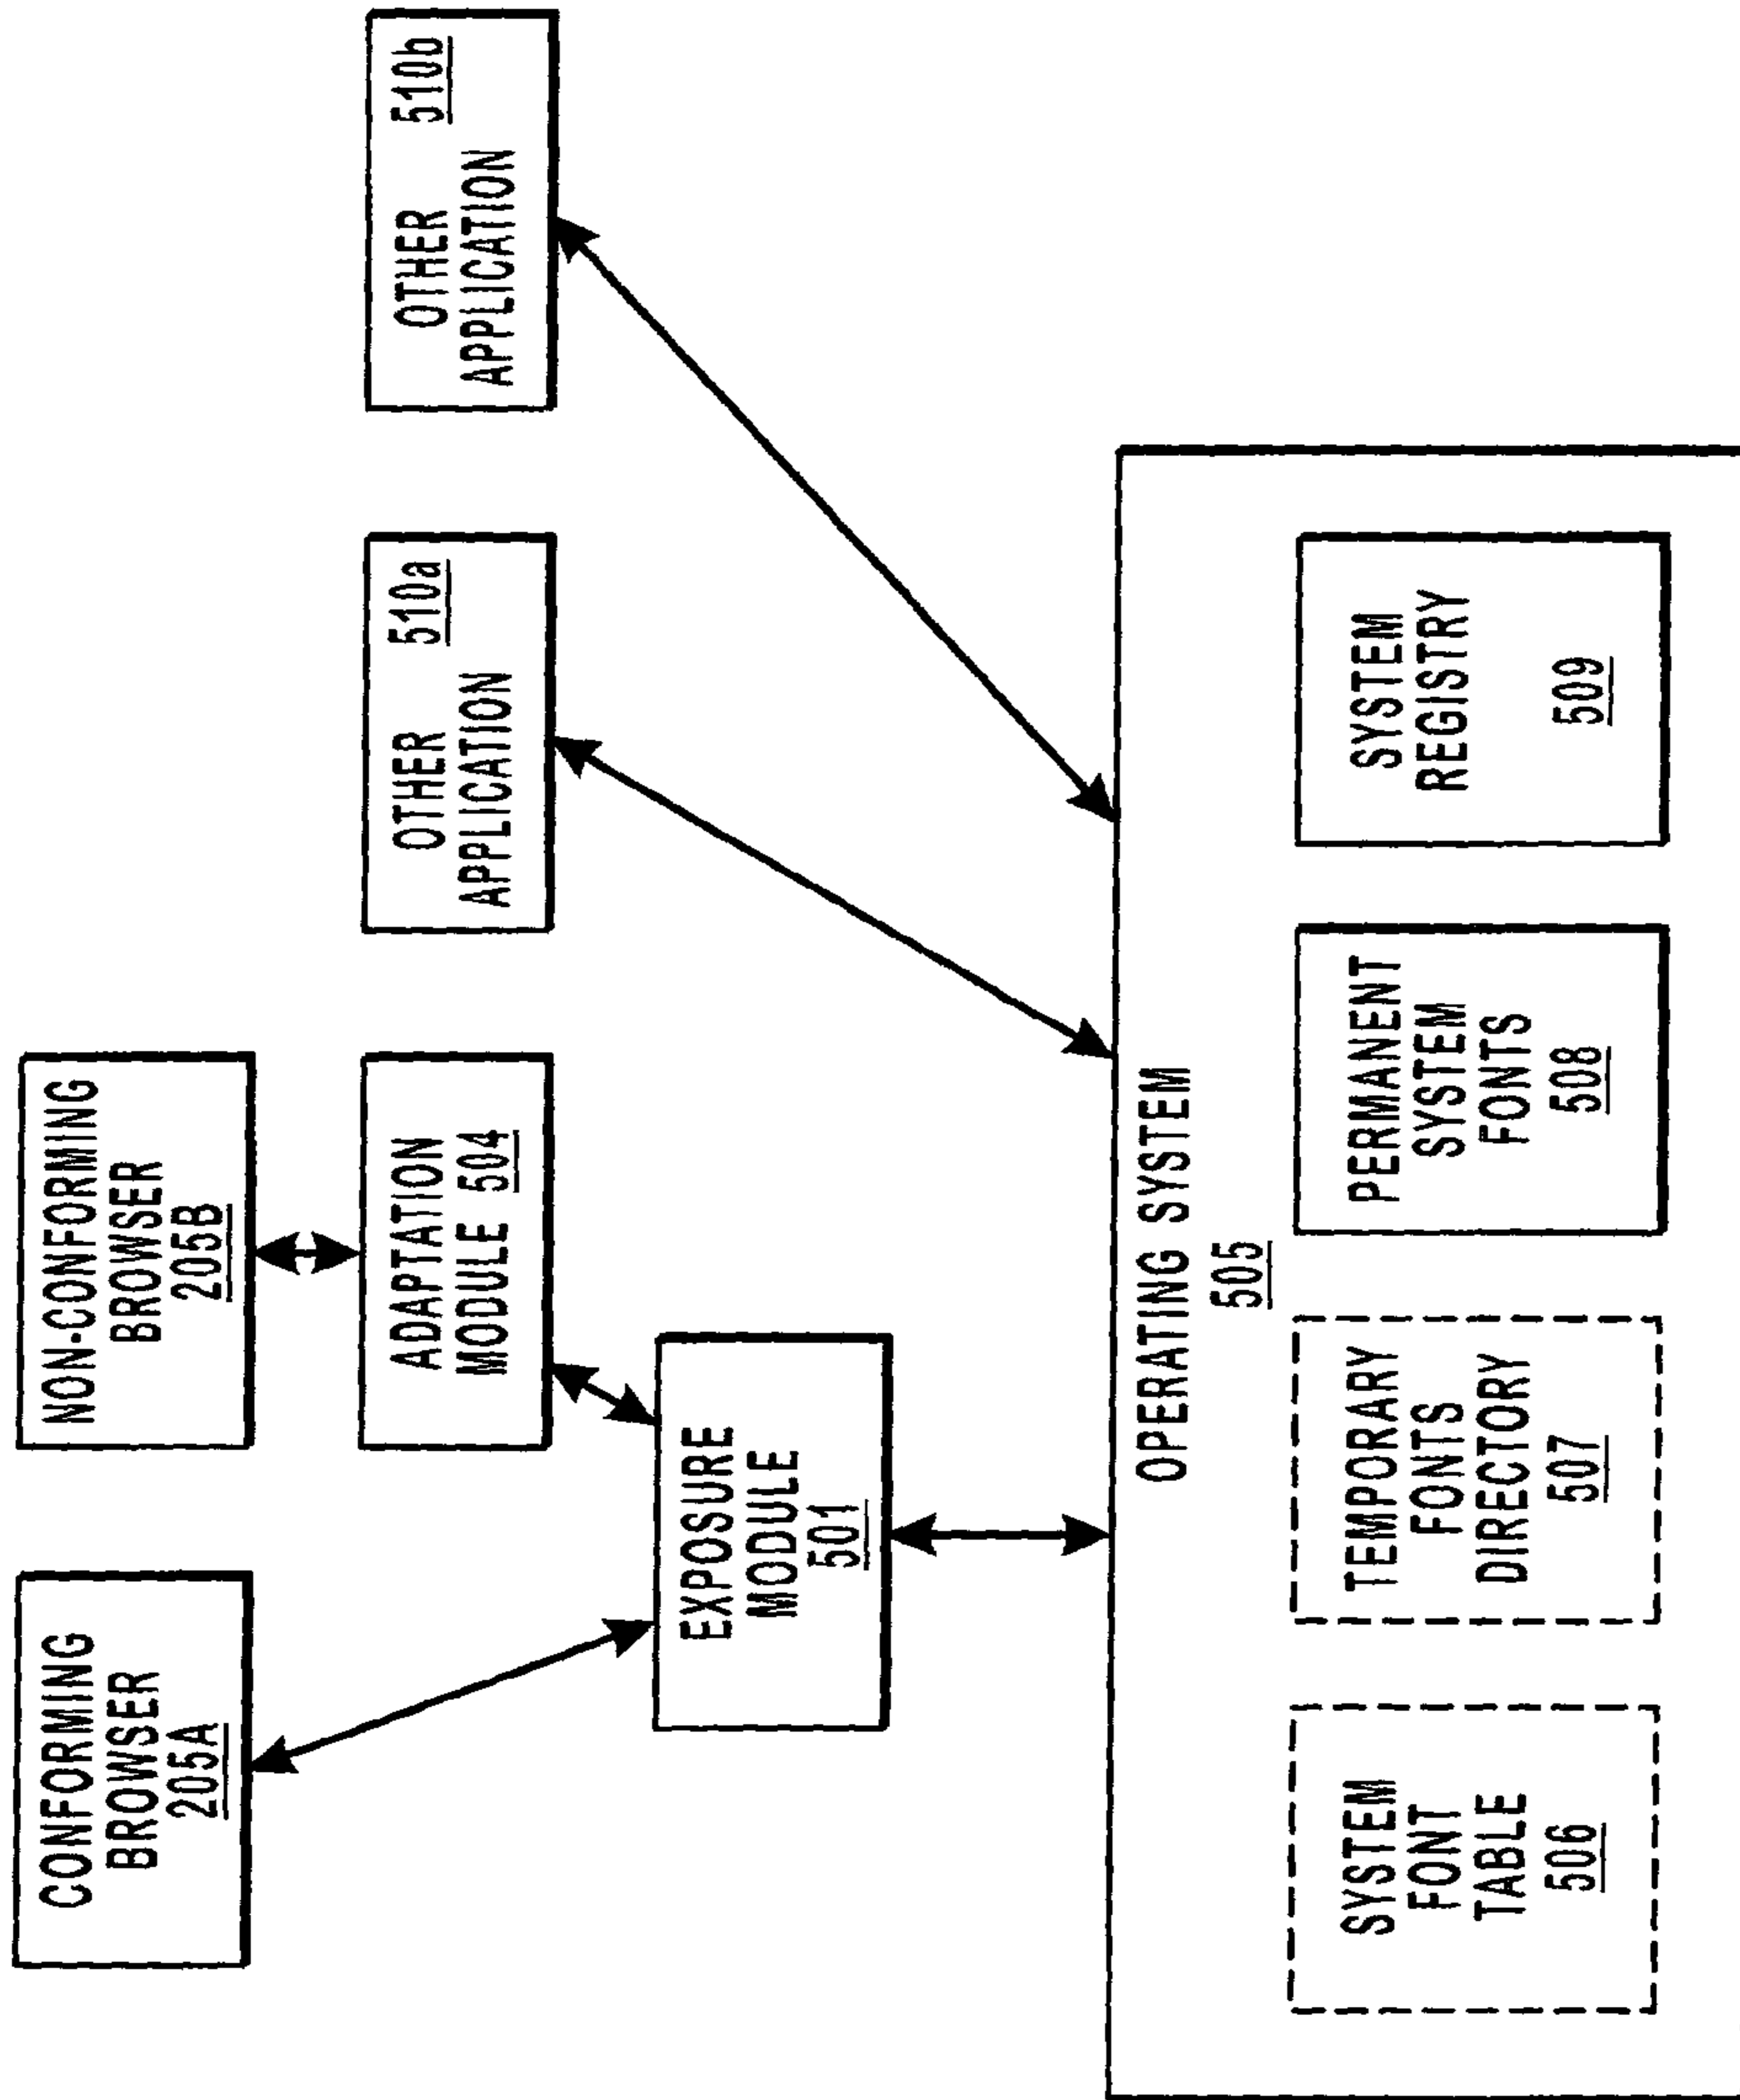 CONFORMING
BROWSER
205A
NON-CONFORMING
BROWSER
205B
ADAPTATION
MODULE 504
OTHER 510a
APPLICATION
OTHER 510b
APPLICATION
EXPOSURE
MODULE
501
OPERATING SYSTEM
505
SYSTEM
FONT
TABLE
506
TEMPORARY
FONTS
DIRECTORY
507
PERMANENT
SYSTEM
FONTS
508
SYSTEM
REGISTRY
509